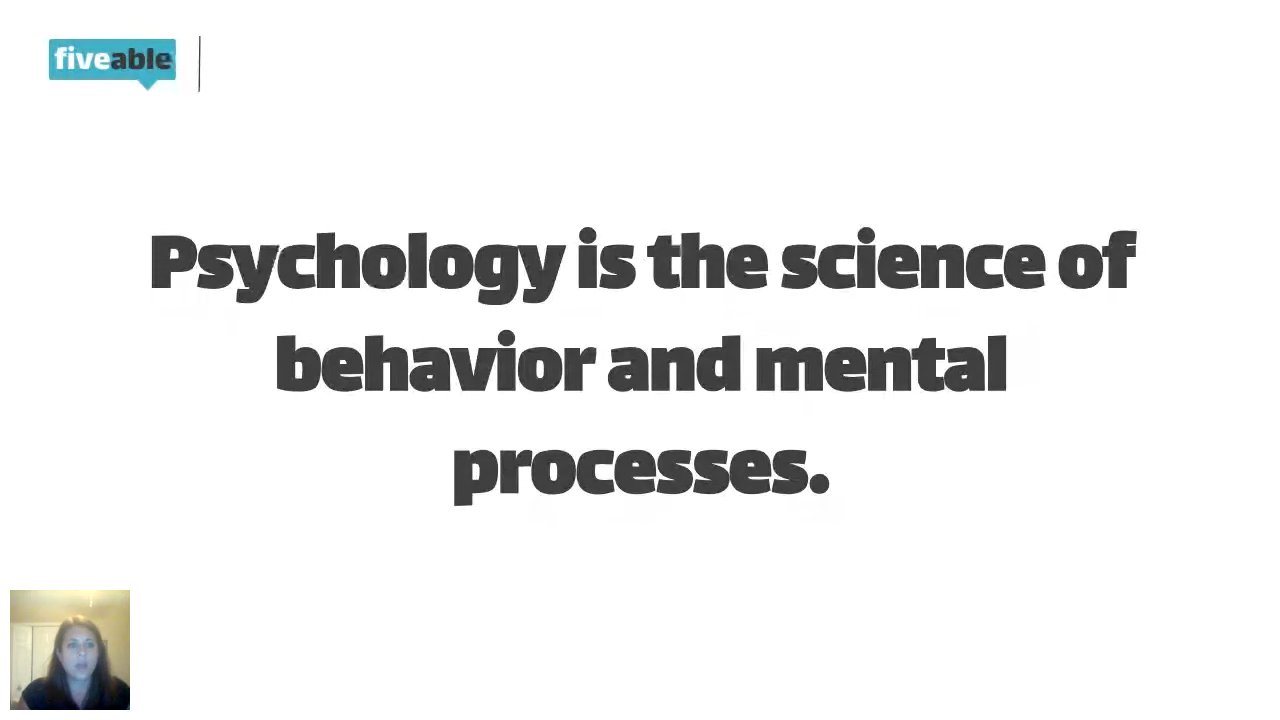 fiveable
Psychology is the science of
behavior and mental
processes.